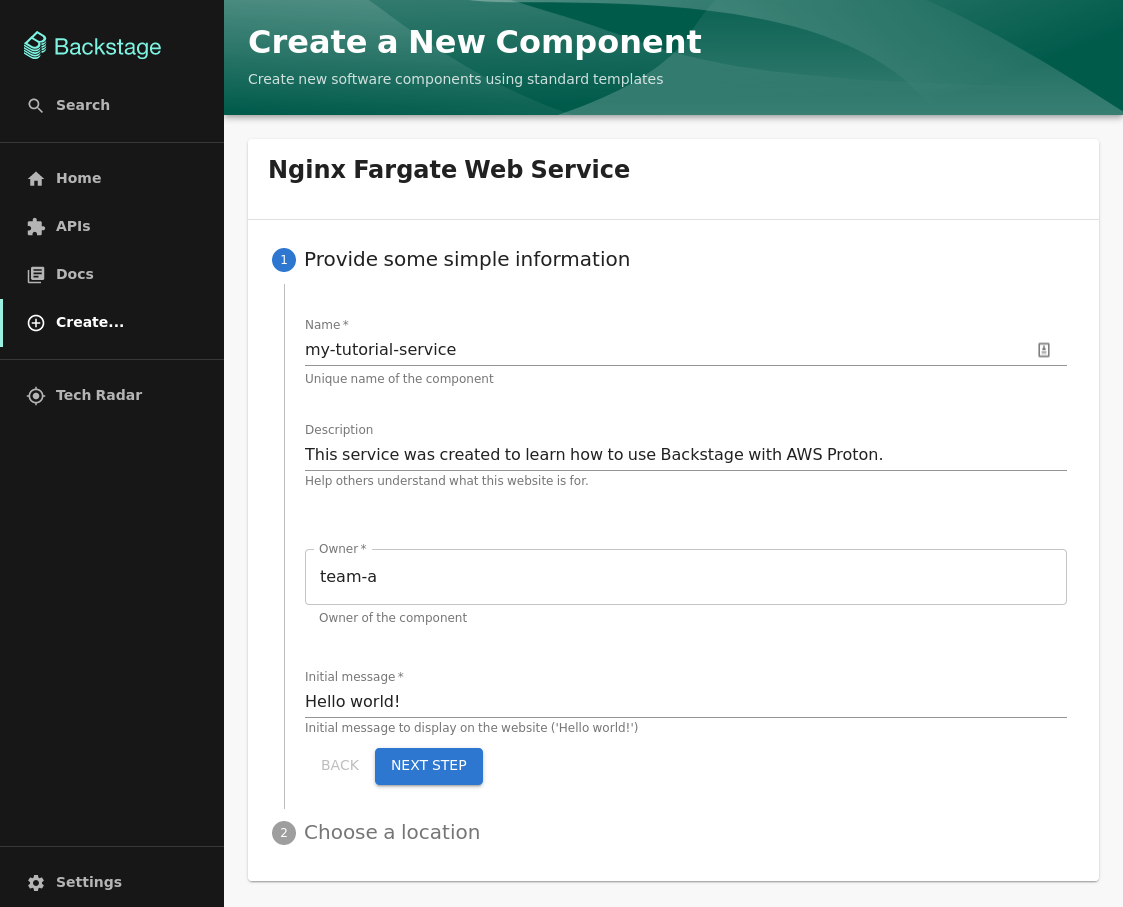 Backstage
Search
Home
APIs
Docs
Create...
Tech Radar
Settings
Create a New Component
Create new software components using standard templates
Nginx Fargate Web Service
1 Provide some simple information
Name *
my-tutorial-service
Unique name of the component
Description
This service was created to learn how to use Backstage with AWS Proton.
Help others understand what this website is for.
Owner *
team-a
Owner of the component
Initial message *
Hello world!
Initial message to display on the website ('Hello world!')
BACK NEXT STEP
2 Choose a location